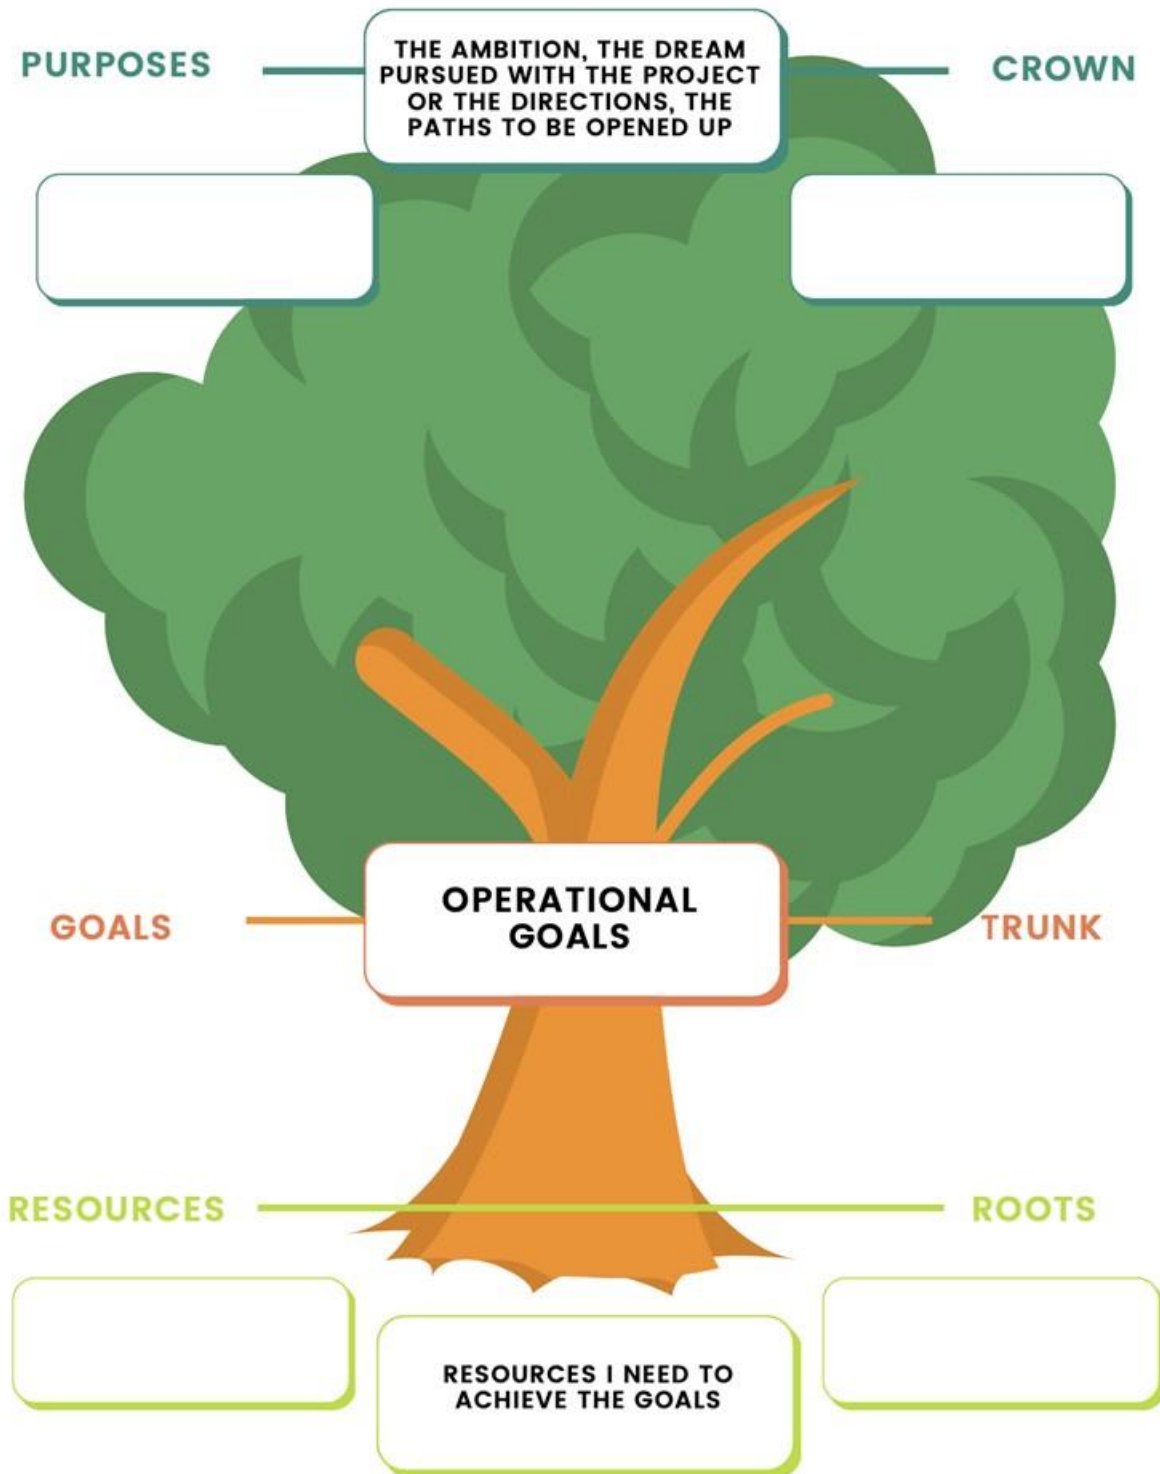 PURPOSES
THE AMBITION, THE DREAM
PURSUED WITH THE PROJECT
OR THE DIRECTIONS, THE
PATHS TO BE OPENED UP
CROWN
GOALS
OPERATIONAL
GOALS
TRUNK
RESOURCES
ROOTS
RESOURCES I NEED TO
ACHIEVE THE GOALS